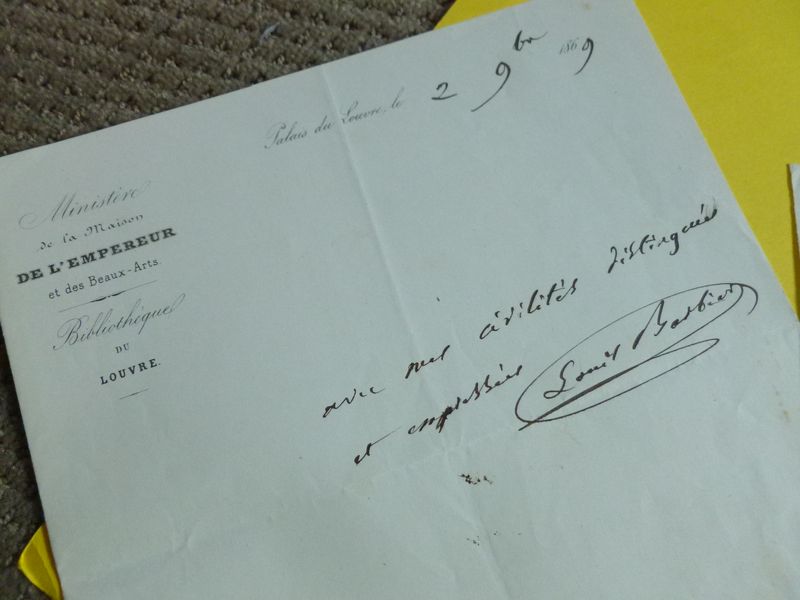 Palais du Louvre, le 2 9br 1869
Ministère
de la Maison
DE L'EMPEREUR
et des Beaux-Arts.
Bibliothèque
DU
LOUVRE.
avec mes civilités distinguées
et empressées Louis Barbier